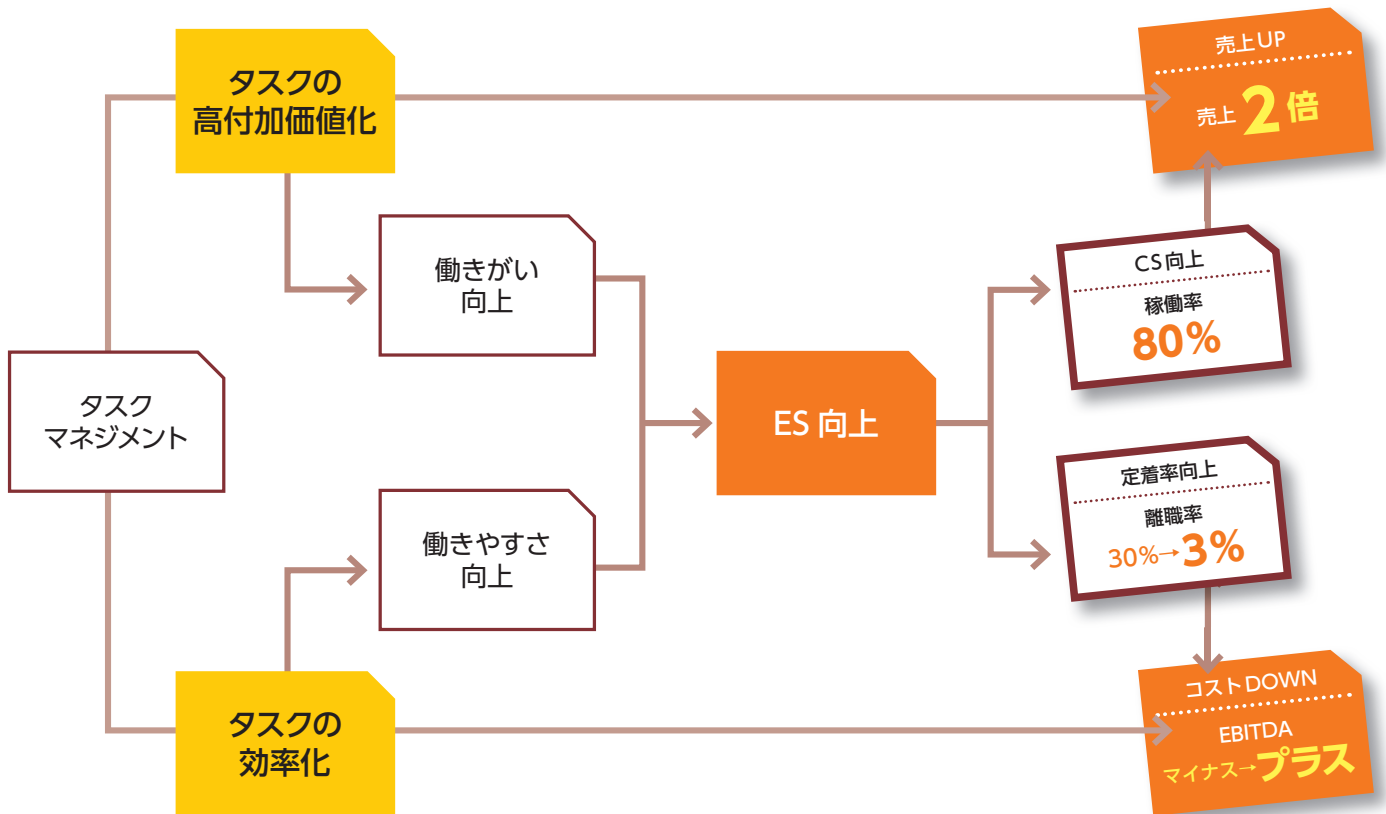 タスクの
高付加価値化
売上UP
売上2倍
働きがい
向上
CS向上
稼働率
80%
タスク
マネジメント
ES 向上
働きやすさ
向上
定着率向上
離職率
30%→3%
タスクの
効率化
コストDOWN
EBITDA
マイナス→プラス